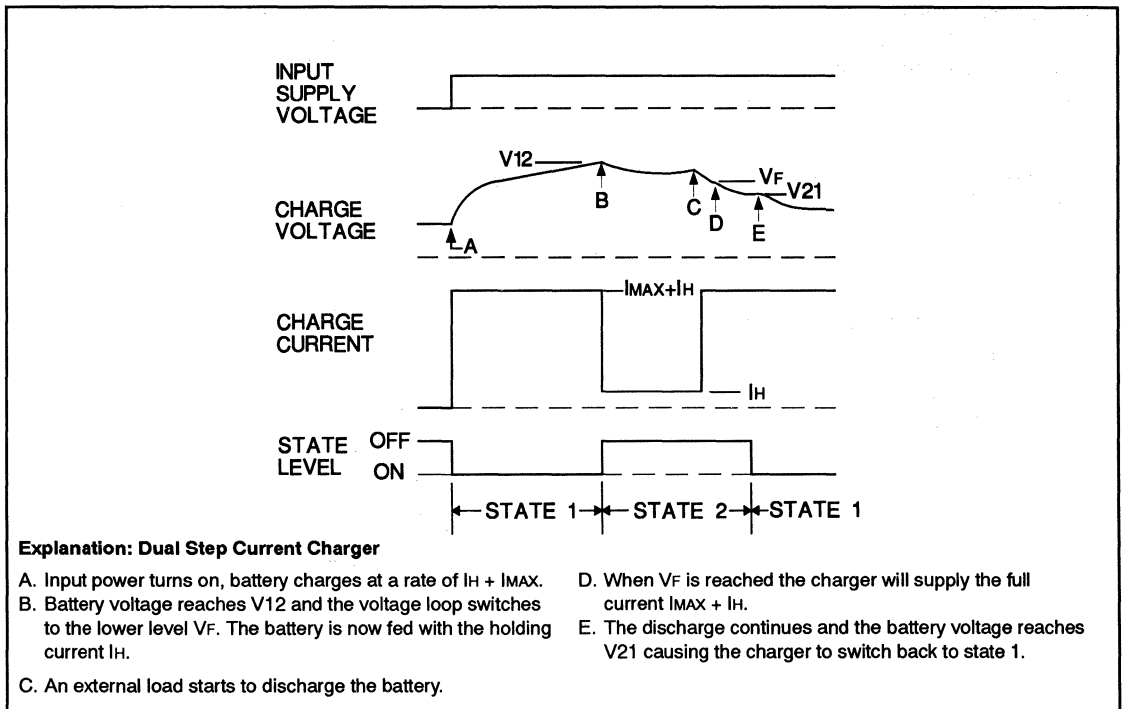 INPUT
SUPPLY
VOLTAGE
V12
VF
V21
B
C
D
E
CHARGE
VOLTAGE
A
IMAX+IH
CHARGE
CURRENT
IH
STATE
LEVEL
OFF
ON
STATE 1
STATE 2
STATE 1
Explanation: Dual Step Current Charger
A. Input power turns on, battery charges at a rate of IH + IMAX.
B. Battery voltage reaches V12 and the voltage loop switches
to the lower level VF. The battery is now fed with the holding
current IH.
C. An external load starts to discharge the battery.
D. When VF is reached the charger will supply the full
current IMAX + IH.
E. The discharge continues and the battery voltage reaches
V21 causing the charger to switch back to state 1.